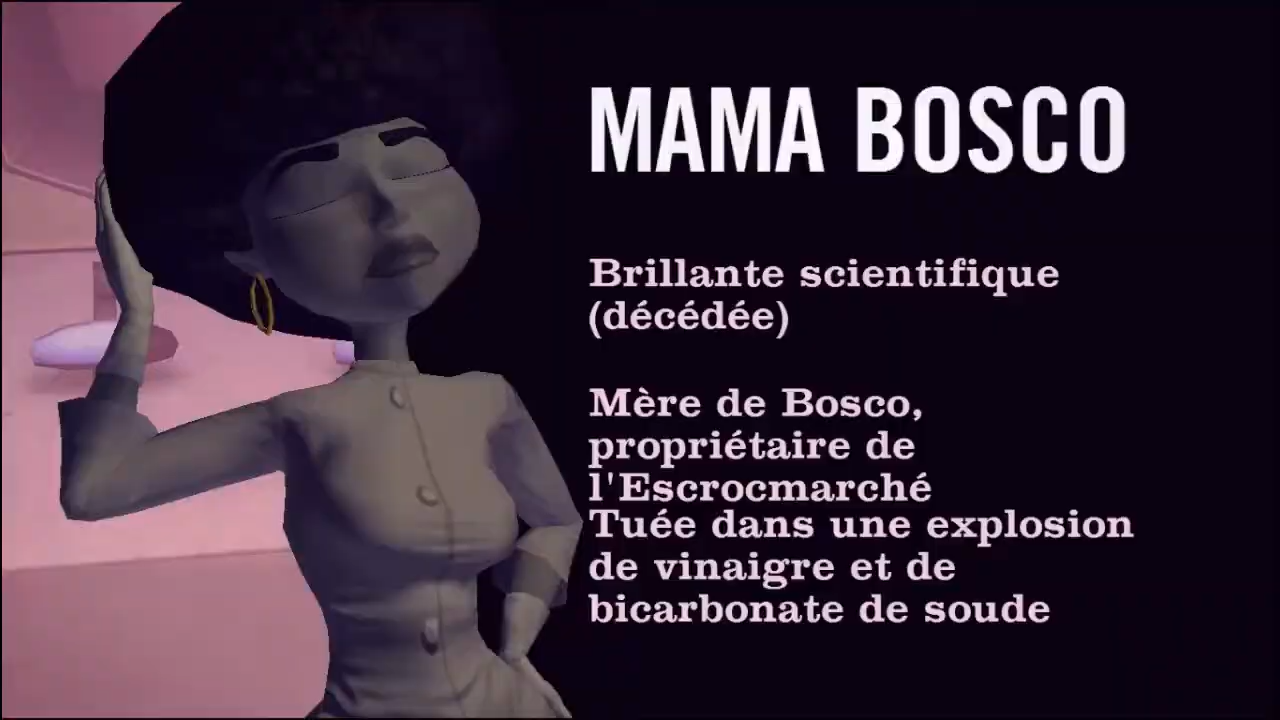 MAMA BOSCO
Brillante scientifique
(décédée)
Mère de Bosco,
propriétaire de
l'Escrocmarché
Tuée dans une explosion
de vinaigre et de
bicarbonate de soude